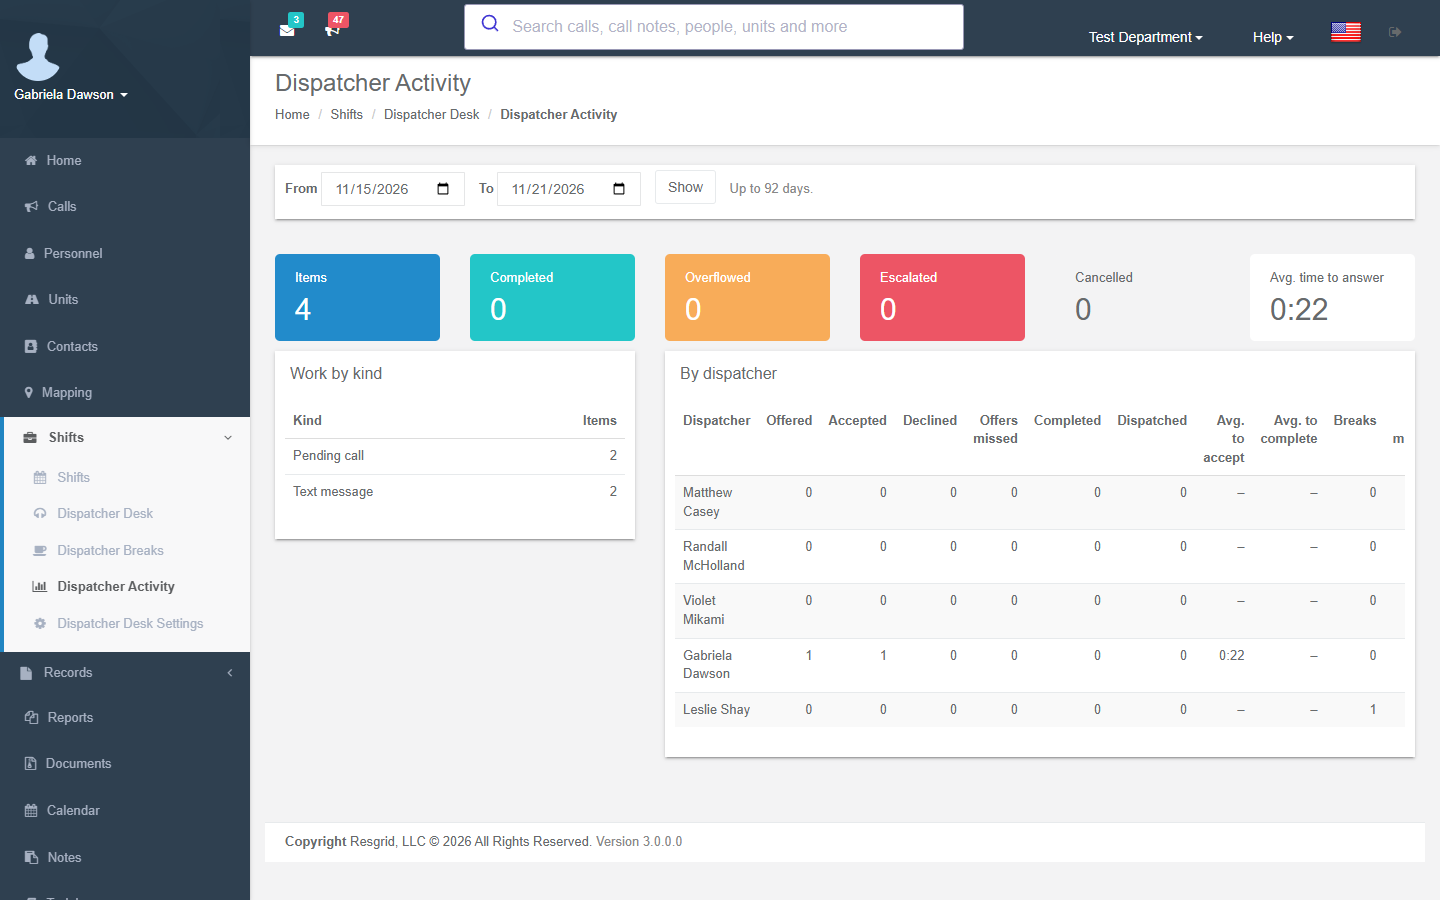 3
47
Search calls, call notes, people, units and more
Test Department
Help
Gabriela Dawson
Home
Calls
Personnel
Units
Contacts
Mapping
Shifts
Shifts
Dispatcher Desk
Dispatcher Breaks
Dispatcher Activity
Dispatcher Desk Settings
Records
Reports
Documents
Calendar
Notes
Dispatcher Activity
Home / Shifts / Dispatcher Desk / Dispatcher Activity
From 11/15/2026 To 11/21/2026 Show Up to 92 days.
Items
4
Completed
0
Overflowed
0
Escalated
0
Cancelled
0
Avg. time to answer
0:22
Work by kind
Kind Items
Pending call 2
Text message 2
By dispatcher
Dispatcher Offered Accepted Declined Offers missed Completed Dispatched Avg. to accept Avg. to complete Breaks m
Matthew Casey 0 0 0 0 0 0 – – 0
Randall McHolland 0 0 0 0 0 0 – – 0
Violet Mikami 0 0 0 0 0 0 – – 0
Gabriela Dawson 1 1 0 0 0 0 0:22 – 0
Leslie Shay 0 0 0 0 0 0 – – 1
Copyright Resgrid, LLC © 2026 All Rights Reserved. Version 3.0.0.0